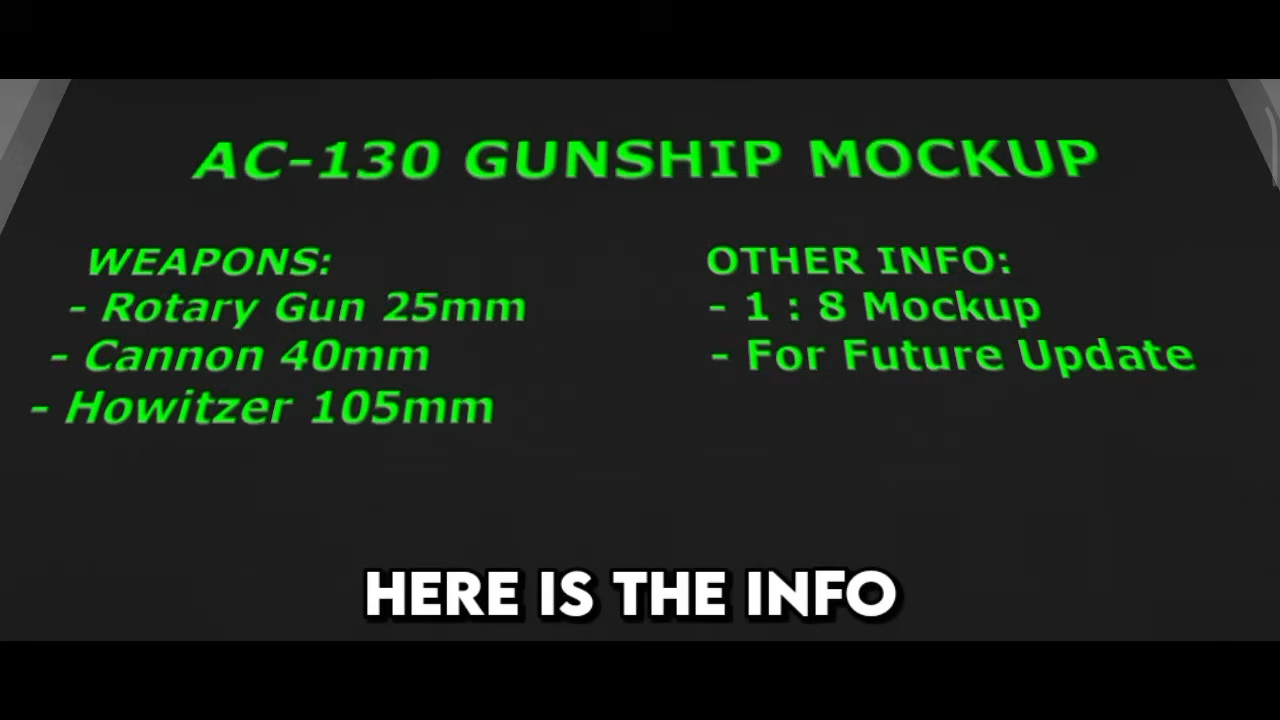 AC-130 GUNSHIP MOCKUP
WEAPONS:
- Rotary Gun 25mm
- Cannon 40mm
- Howitzer 105mm
OTHER INFO:
- 1 : 8 Mockup
- For Future Update
HERE IS THE INFO